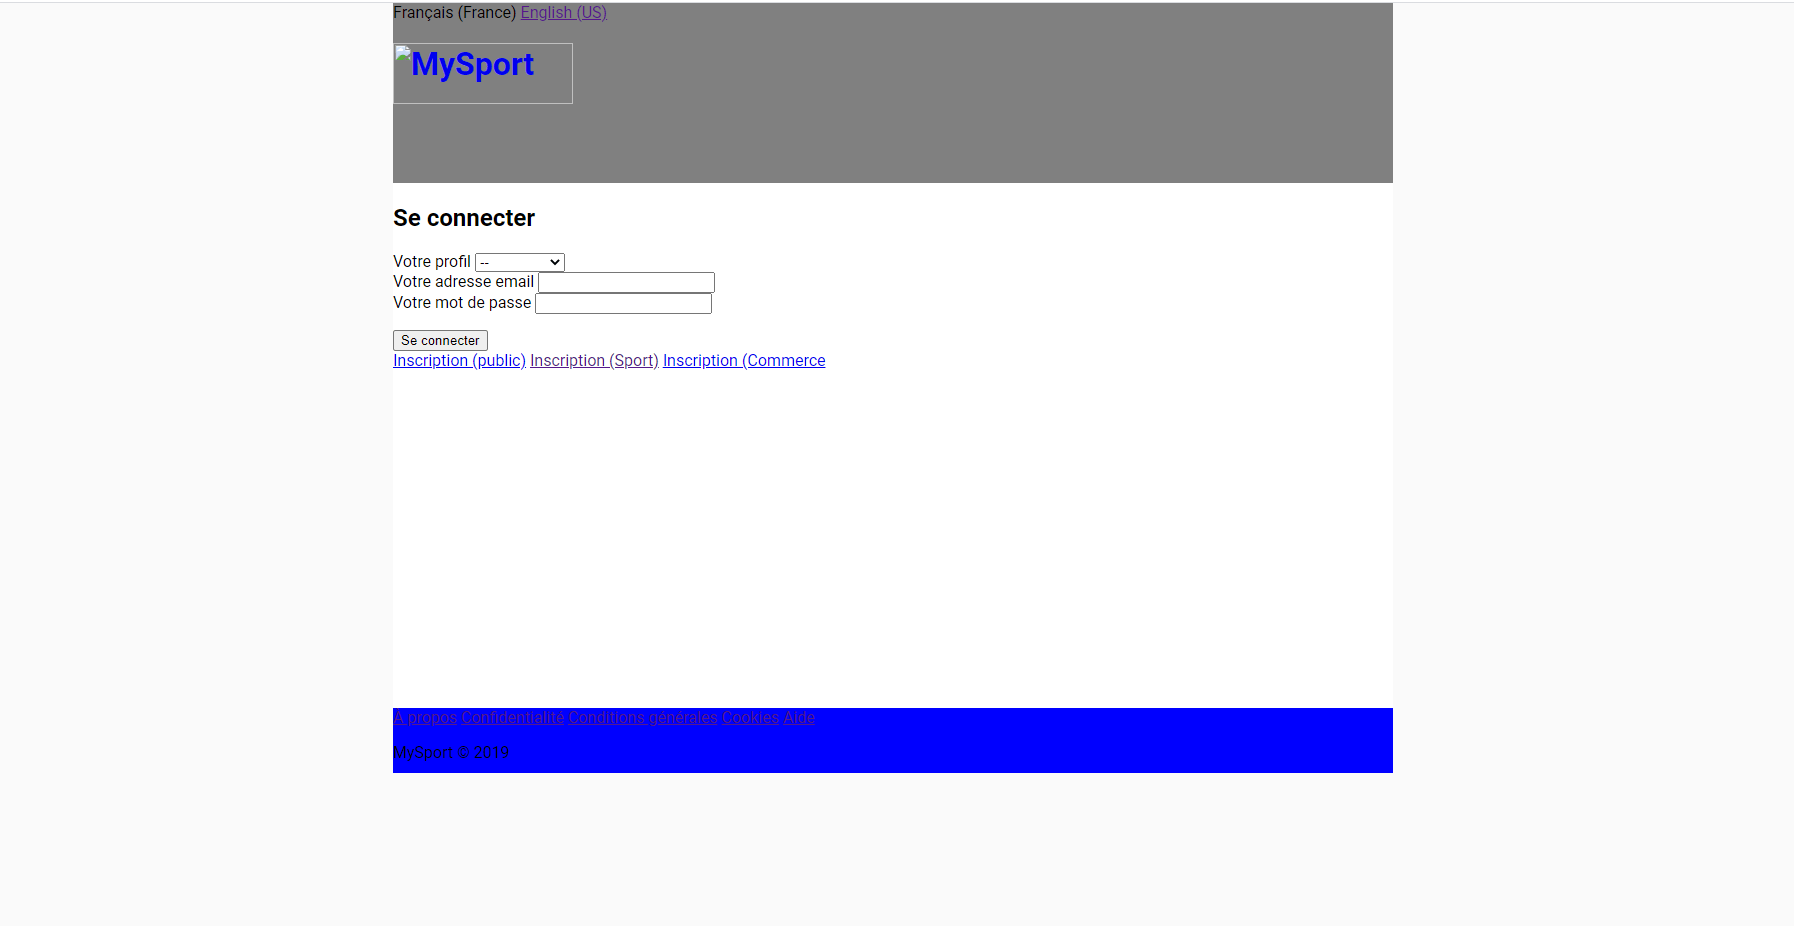 Français (France) English (US)
MySport
Se connecter
Votre profil --
Votre adresse email
Votre mot de passe
Se connecter
Inscription (public) Inscription (Sport) Inscription (Commerce
A propos Confidentialité Conditions générales Cookies Aide
MySport © 2019